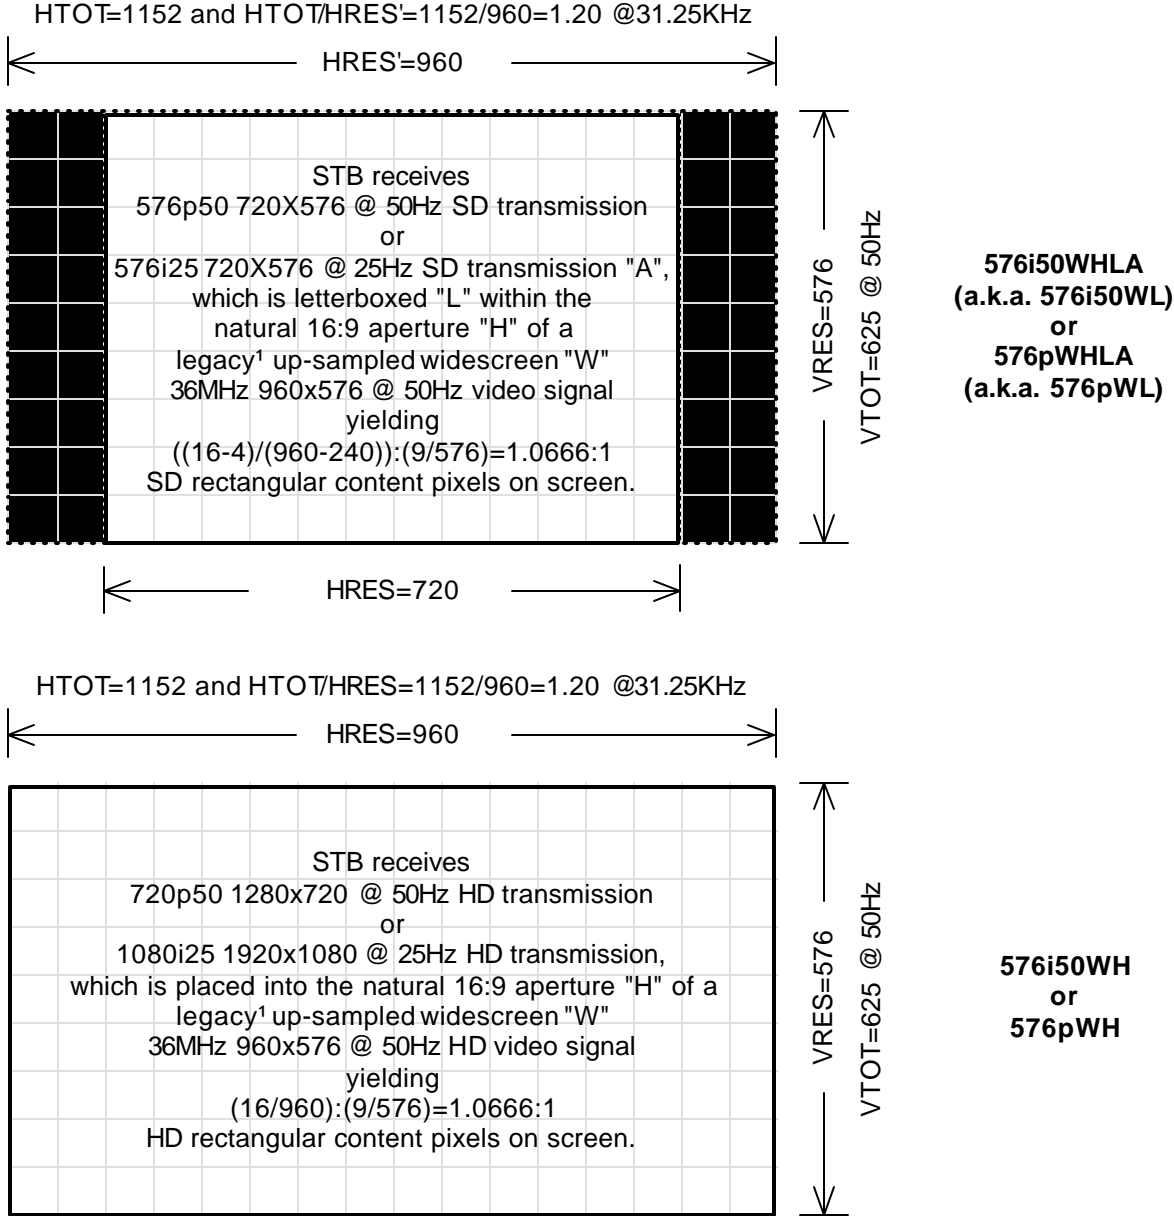 HTOT=1152 and HTOT/HRES'=1152/960=1.20 @31.25KHz
HRES'=960
STB receives
576p50 720X576 @ 50Hz SD transmission
or
576i25 720X576 @ 25Hz SD transmission "A",
which is letterboxed "L" within the
natural 16:9 aperture "H" of a
legacy¹ up-sampled widescreen "W"
36MHz 960x576 @ 50Hz video signal
yielding
((16-4)/(960-240)):(9/576)=1.0666:1
SD rectangular content pixels on screen.
VRES=576
VTOT=625 @ 50Hz
576i50WHLA
(a.k.a. 576i50WL)
or
576pWHLA
(a.k.a. 576pWL)
HRES=720
HTOT=1152 and HTOT/HRES=1152/960=1.20 @31.25KHz
HRES=960
STB receives
720p50 1280x720 @ 50Hz HD transmission
or
1080i25 1920x1080 @ 25Hz HD transmission,
which is placed into the natural 16:9 aperture "H" of a
legacy¹ up-sampled widescreen "W"
36MHz 960x576 @ 50Hz HD video signal
yielding
(16/960):(9/576)=1.0666:1
HD rectangular content pixels on screen.
VRES=576
VTOT=625 @ 50Hz
576i50WH
or
576pWH